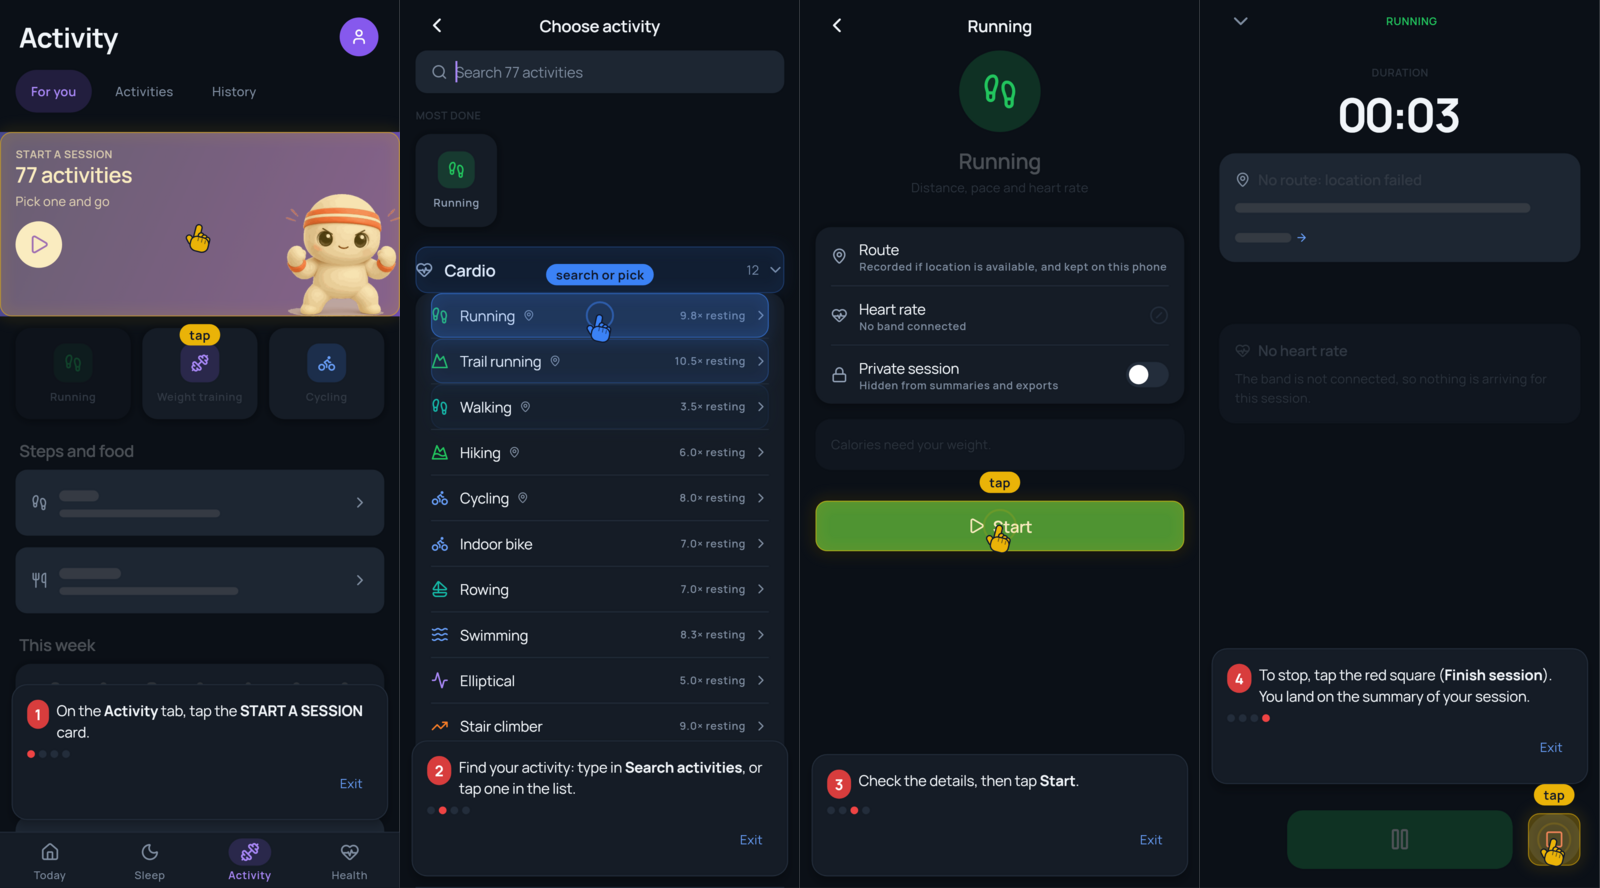 Activity
For you
Activities
History
START A SESSION
77 activities
Pick one and go
tap
Running
Weight training
Cycling
Steps and food
This week
1
On the Activity tab, tap the START A SESSION
card.
Exit
Today
Sleep
Activity
Health
Choose activity
Search 77 activities
MOST DONE
Running
Cardio
search or pick
12
Running
9.8× resting
Trail running
10.5× resting
Walking
3.5× resting
Hiking
6.0× resting
Cycling
8.0× resting
Indoor bike
7.0× resting
Rowing
7.0× resting
Swimming
8.3× resting
Elliptical
5.0× resting
Stair climber
9.0× resting
2
Find your activity: type in Search activities, or
tap one in the list.
Exit
Running
Running
Distance, pace and heart rate
Route
Recorded if location is available, and kept on this phone
Heart rate
No band connected
Private session
Hidden from summaries and exports
Calories need your weight.
tap
Start
3
Check the details, then tap Start.
Exit
RUNNING
DURATION
00:03
No route: location failed
No heart rate
The band is not connected, so nothing is arriving for
this session.
4
To stop, tap the red square (Finish session).
You land on the summary of your session.
Exit
tap